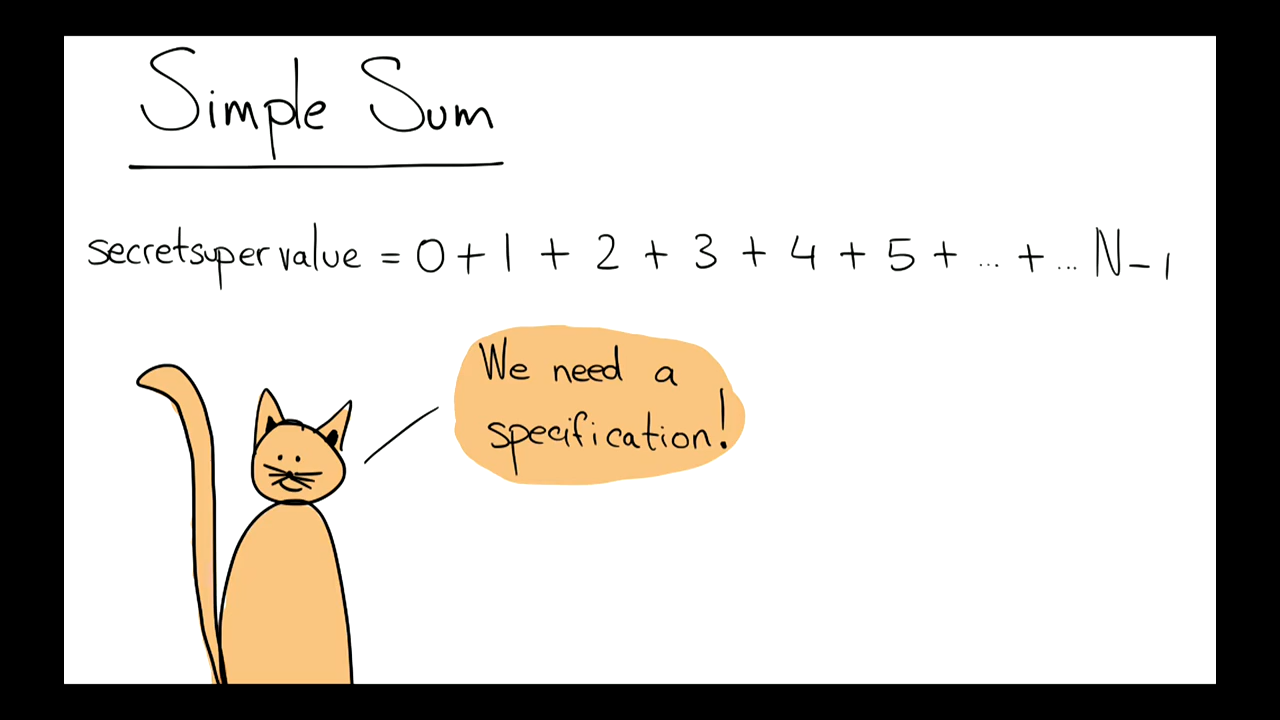 Simple Sum
secretsupervalue = 0 + 1 + 2 + 3 + 4 + 5 + ... + ... N-1
We need a
specification!